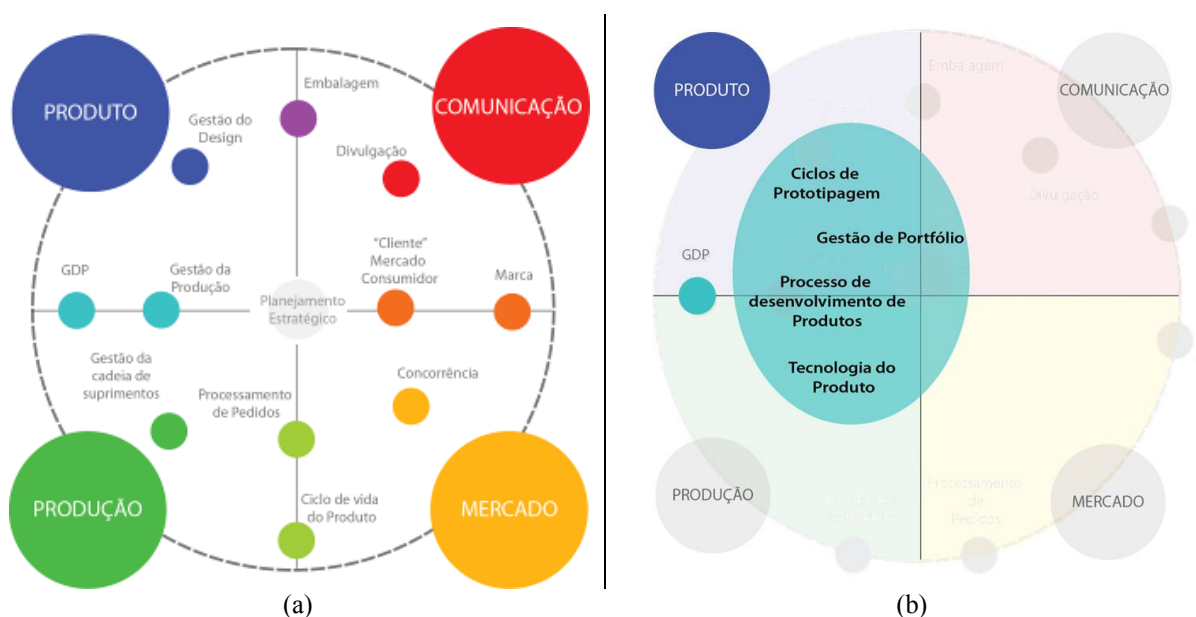 PRODUTO
COMUNICAÇÃO
Embalagem
Gestão do
Design
Divulgação
GDP
Gestão da
Produção
"Cliente"
Mercado
Consumidor
Marca
Planejamento
Estratégico
Gestão da
cadeia de
suprimentos
Processamento
de Pedidos
Concorrência
PRODUÇÃO
Ciclo de vida
do Produto
MERCADO
(a)
PRODUTO
Embalagem
COMUNICAÇÃO
Ciclos de
Prototipagem
Divulgação
Gestão de Portfólio
GDP
Processo de
desenvolvimento de
Produtos
Tecnologia do
Produto
PRODUÇÃO
Processamento
de
Pedidos
MERCADO
(b)